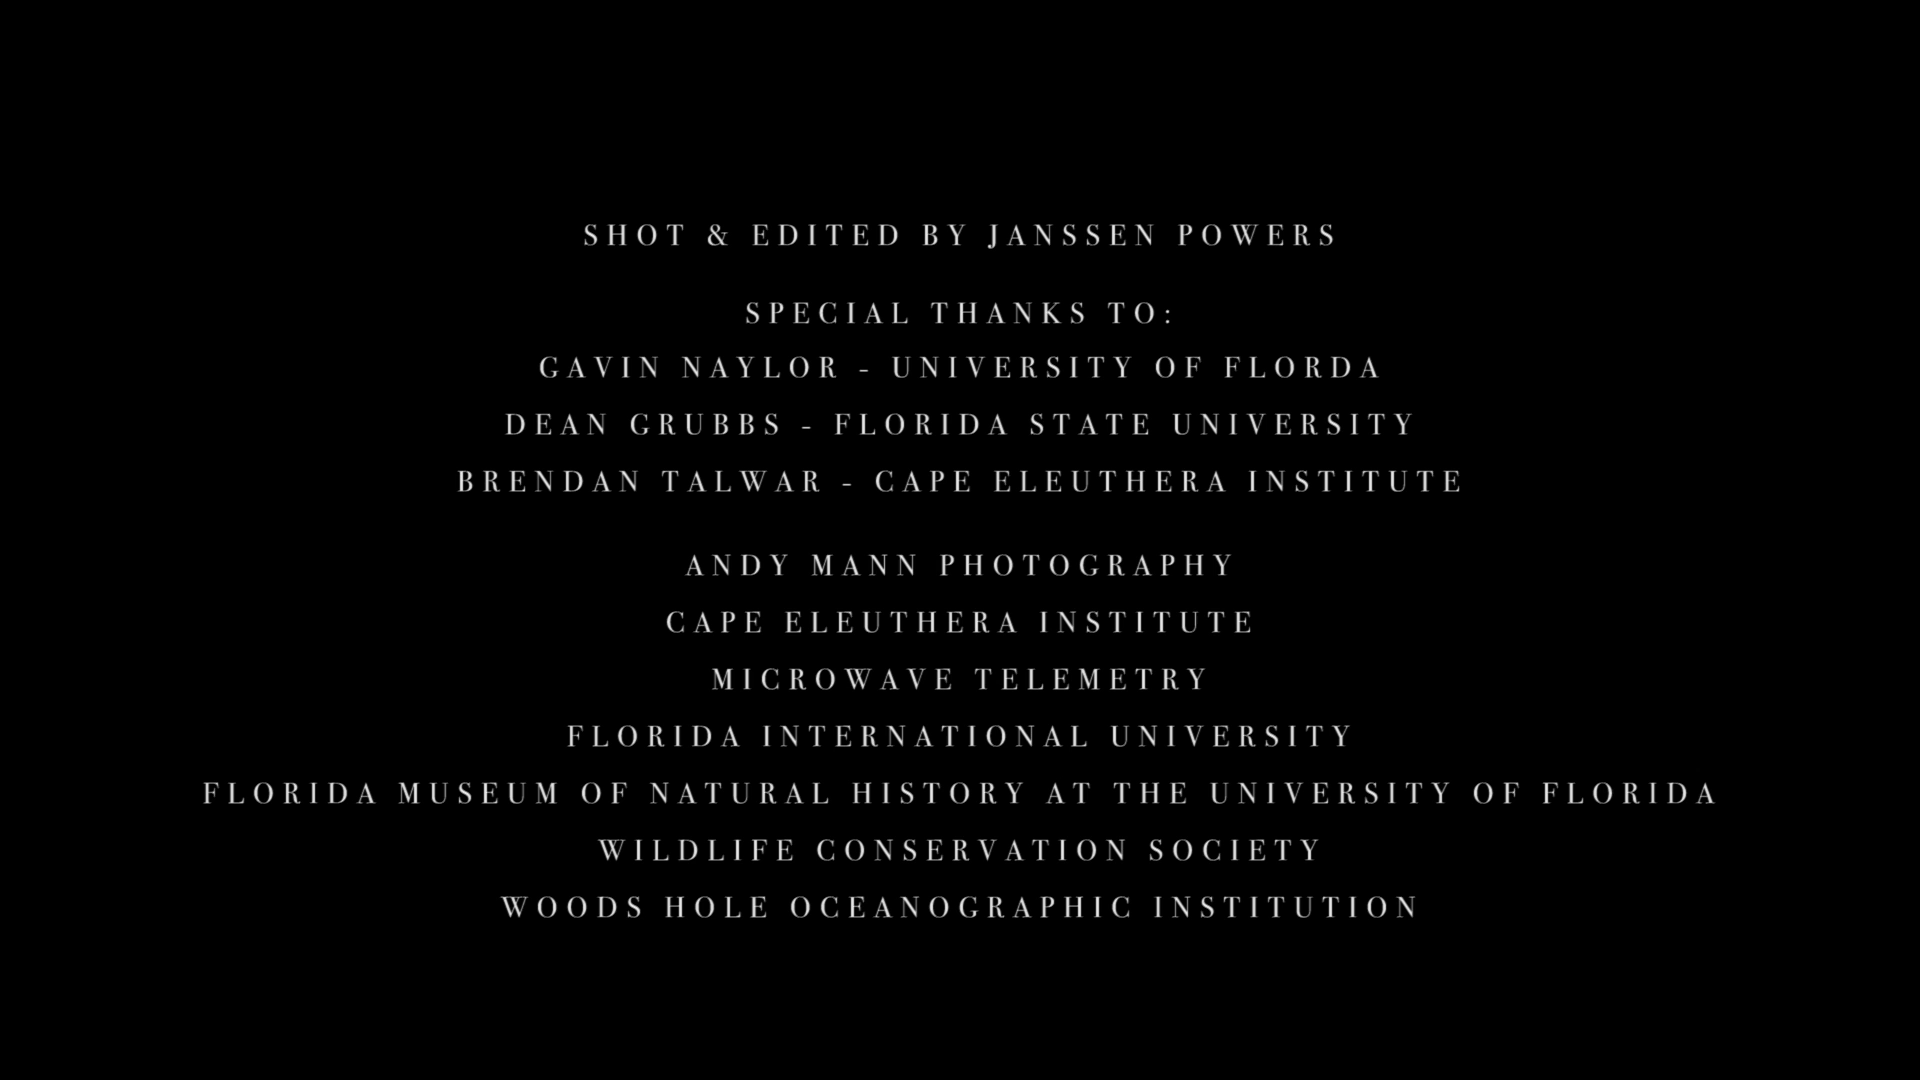 SHOT & EDITED BY JANSSEN POWERS
SPECIAL THANKS TO:
GAVIN NAYLOR - UNIVERSITY OF FLORDA
DEAN GRUBBS - FLORIDA STATE UNIVERSITY
BRENDAN TALWAR - CAPE ELEUTHERA INSTITUTE
ANDY MANN PHOTOGRAPHY
CAPE ELEUTHERA INSTITUTE
MICROWAVE TELEMETRY
FLORIDA INTERNATIONAL UNIVERSITY
FLORIDA MUSEUM OF NATURAL HISTORY AT THE UNIVERSITY OF FLORIDA
WILDLIFE CONSERVATION SOCIETY
WOODS HOLE OCEANOGRAPHIC INSTITUTION